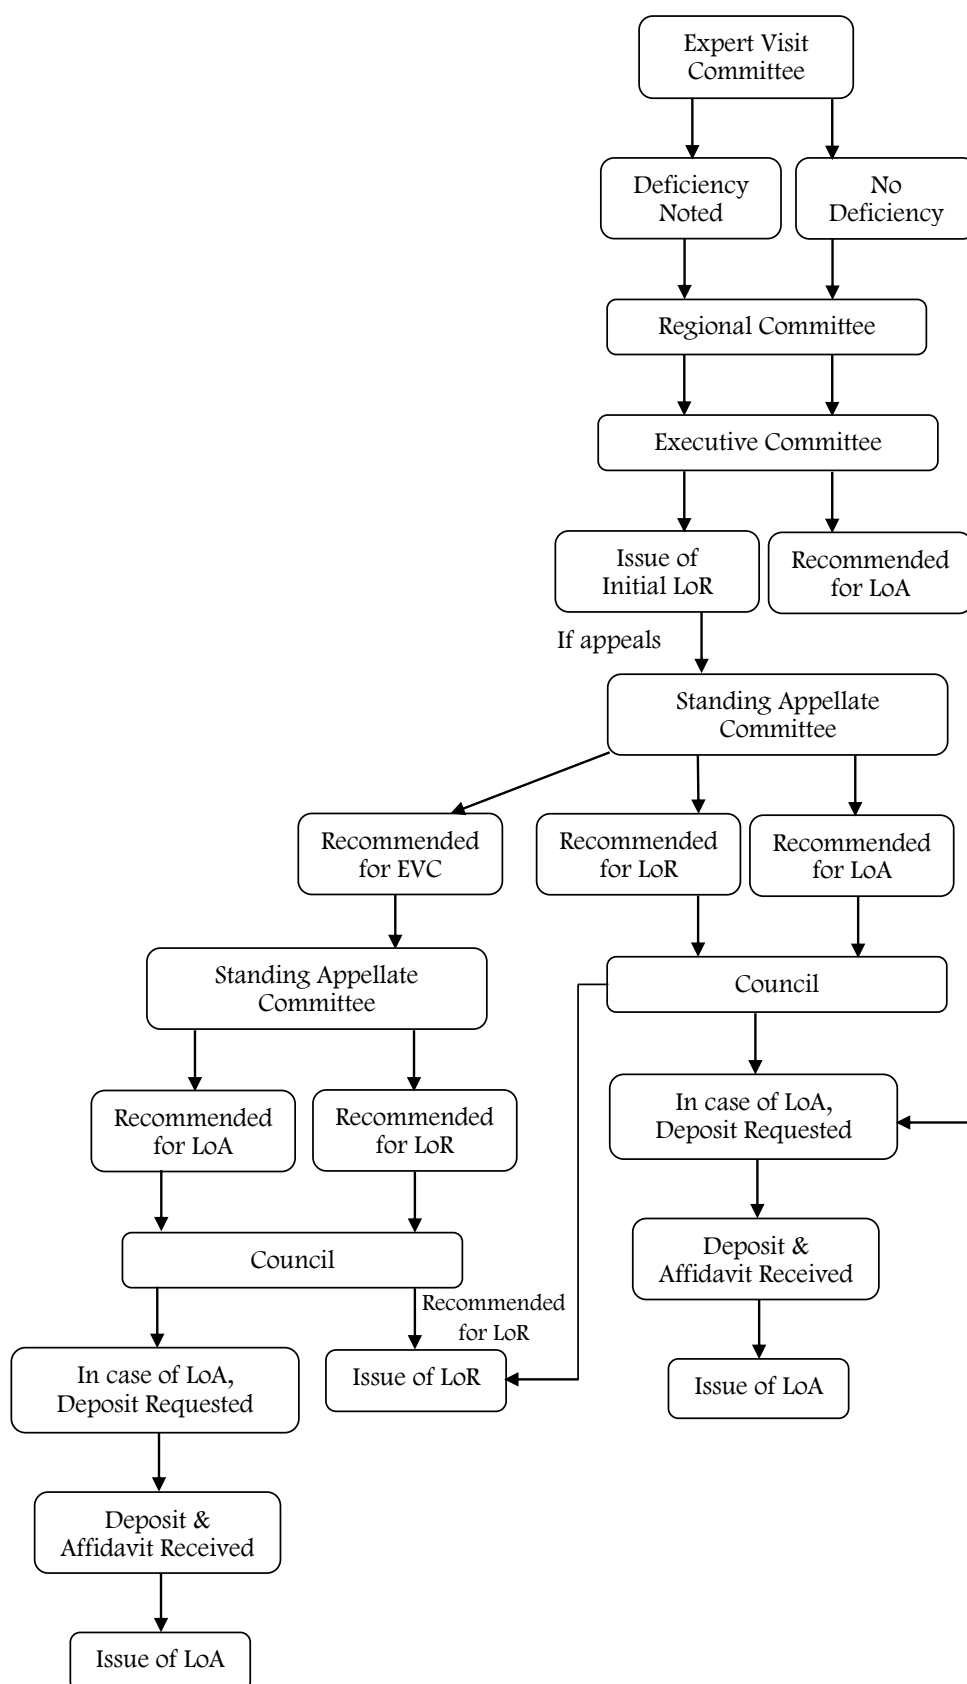 Expert Visit
Committee
Deficiency
Noted
No
Deficiency
Regional Committee
Executive Committee
Issue of
Initial LoR
Recommended
for LoA
If appeals
Standing Appellate
Committee
Recommended
for EVC
Recommended
for LoR
Recommended
for LoA
Standing Appellate
Committee
Council
Recommended
for LoA
Recommended
for LoR
In case of LoA,
Deposit Requested
Council
Deposit &
Affidavit Received
Recommended
for LoR
In case of LoA,
Deposit Requested
Issue of LoR
Issue of LoA
Deposit &
Affidavit Received
Issue of LoA